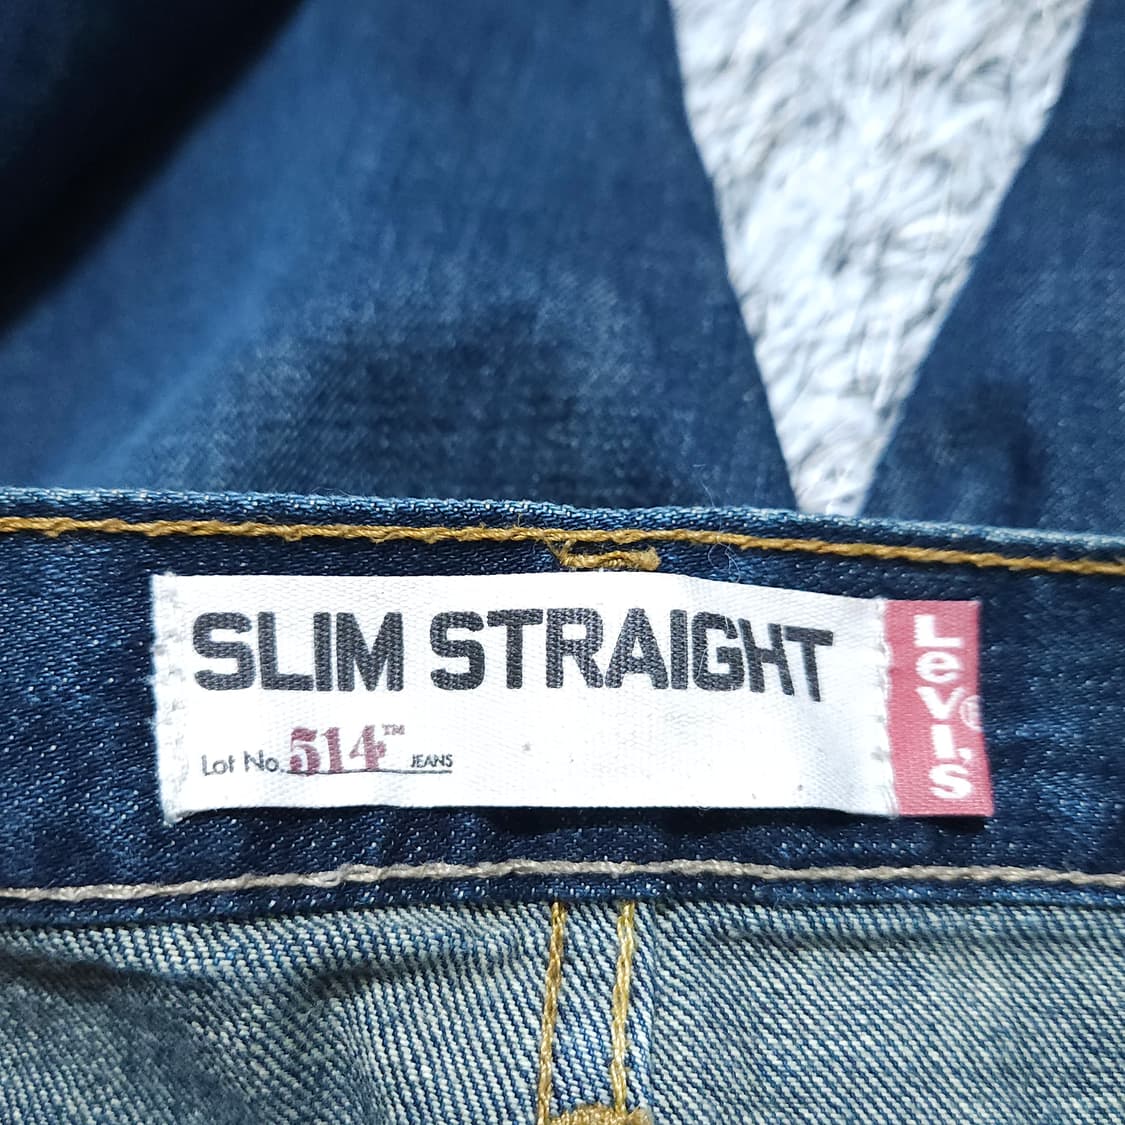 SLIM STRAIGHT
Lot No. 514™ JEANS
Levi's®